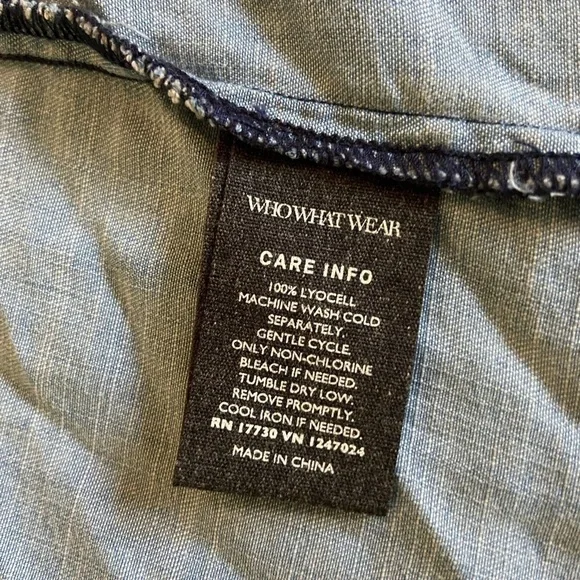 WHO WHAT WEAR
CARE INFO
100% LYOCELL
MACHINE WASH COLD
SEPARATELY.
GENTLE CYCLE.
ONLY NON-CHLORINE
BLEACH IF NEEDED.
TUMBLE DRY LOW.
REMOVE PROMPTLY.
COOL IRON IF NEEDED.
RN 17730 VN 1247024
MADE IN CHINA